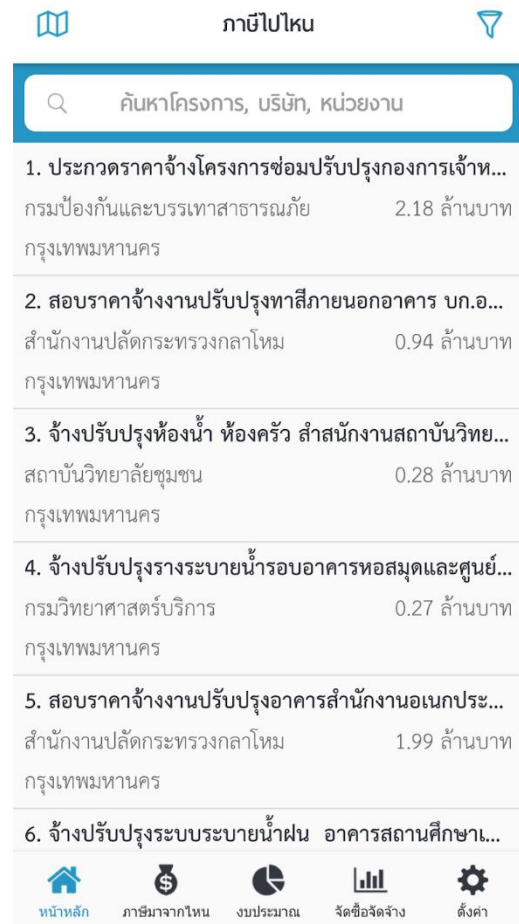 ภาษีไปไหน
ค้นหาโครงการ, บริษัท, หน่วยงาน
1. ประกวดราคาจ้างโครงการซ่อมปรับปรุงกองการเจ้าห...
กรมป้องกันและบรรเทาสาธารณภัย 2.18 ล้านบาท
กรุงเทพมหานคร
2. สอบราคาจ้างงานปรับปรุงทาสีภายนอกอาคาร บก.อ...
สำนักงานปลัดกระทรวงกลาโหม 0.94 ล้านบาท
กรุงเทพมหานคร
3. จ้างปรับปรุงห้องน้ำ ห้องครัว สำสนักงานสถาบันวิทย...
สถาบันวิทยาลัยชุมชน 0.28 ล้านบาท
กรุงเทพมหานคร
4. จ้างปรับปรุงรางระบายน้ำรอบอาคารหอสมุดและศูนย์...
กรมวิทยาศาสตร์บริการ 0.27 ล้านบาท
กรุงเทพมหานคร
5. สอบราคาจ้างงานปรับปรุงอาคารสำนักงานอเนกประ...
สำนักงานปลัดกระทรวงกลาโหม 1.99 ล้านบาท
กรุงเทพมหานคร
6. จ้างปรับปรุงระบบระบายน้ำฝน อาคารสถานศึกษาเ...
หน้าหลัก ภาษีมาจากไหน งบประมาณ จัดซื้อจัดจ้าง ตั้งค่า